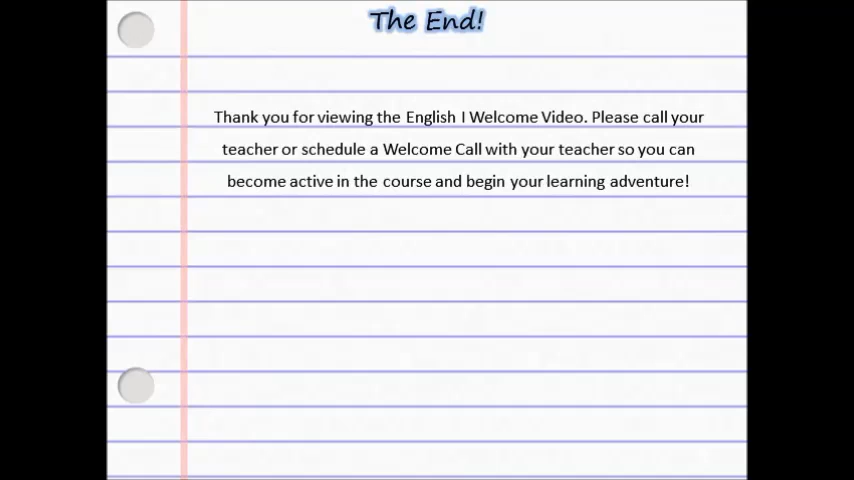 The End!
Thank you for viewing the English I Welcome Video. Please call your
teacher or schedule a Welcome Call with your teacher so you can
become active in the course and begin your learning adventure!